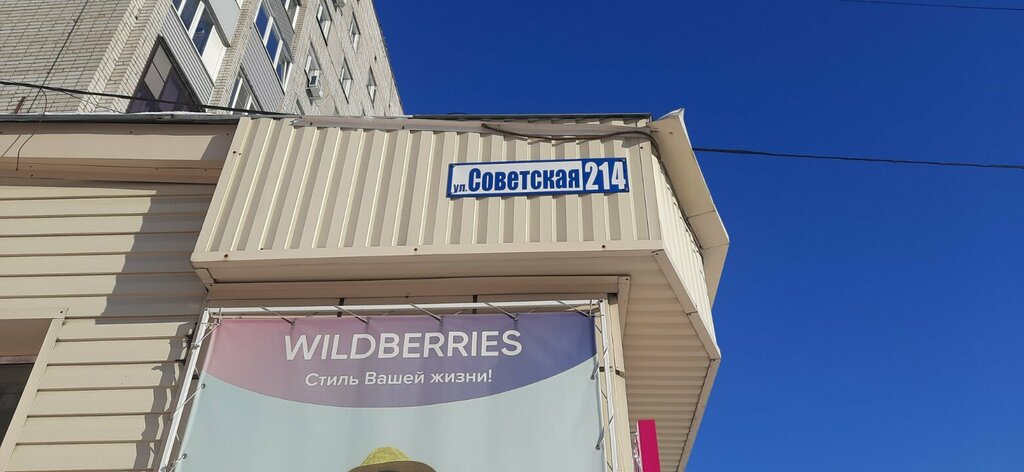 ул. Советская 214
WILDBERRIES
Стиль Вашей жизни!